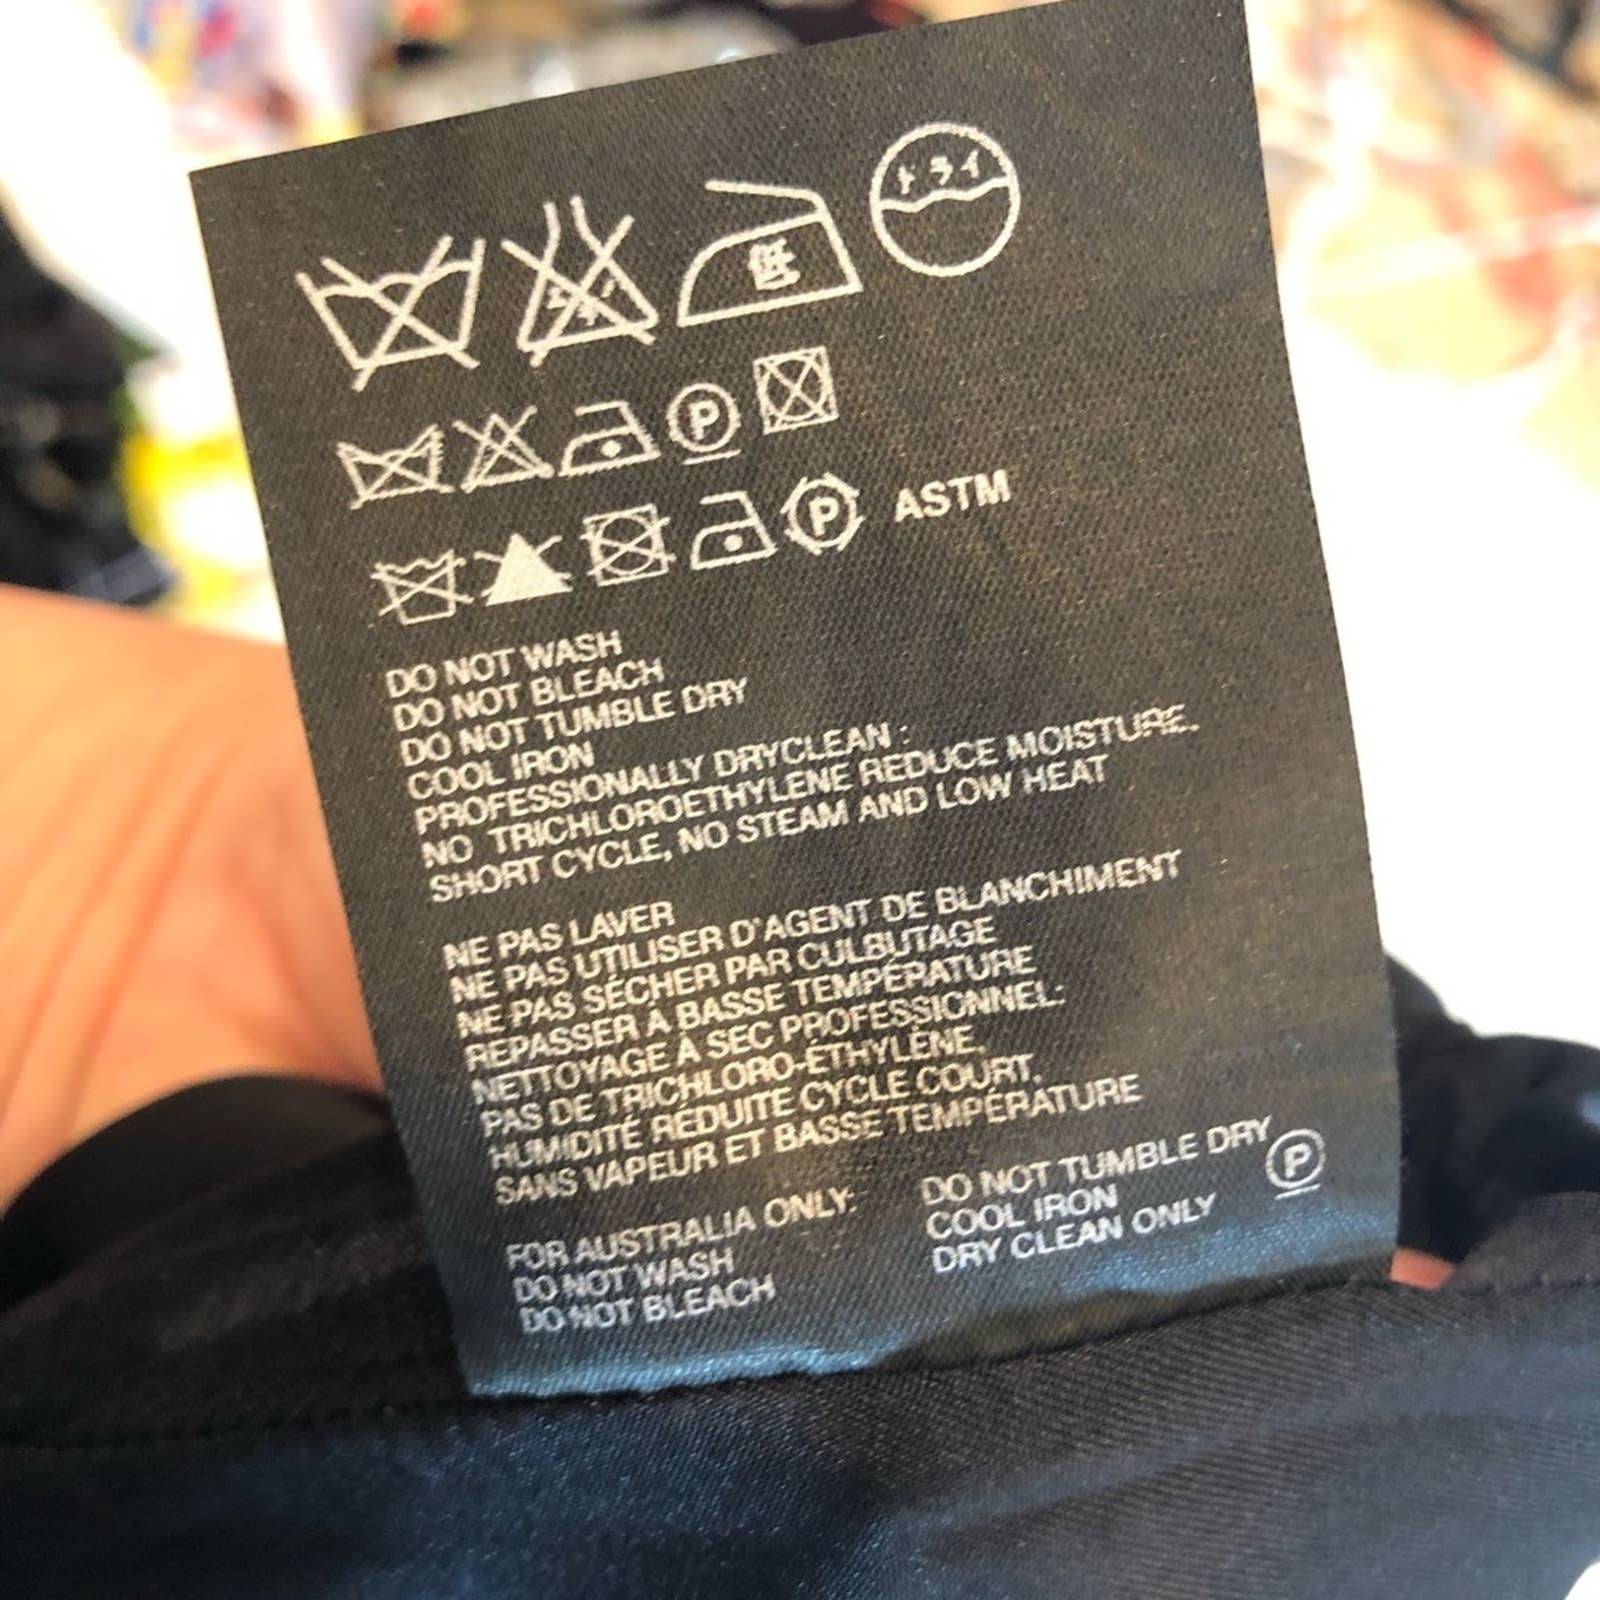 ドライ
低
P
P
ASTM
DO NOT WASH
DO NOT BLEACH
DO NOT TUMBLE DRY
COOL IRON
PROFESSIONALLY DRYCLEAN :
NO TRICHLOROETHYLENE REDUCE MOISTURE.
SHORT CYCLE, NO STEAM AND LOW HEAT
NE PAS LAVER
NE PAS UTILISER D'AGENT DE BLANCHIMENT
NE PAS SÉCHER PAR CULBUTAGE
REPASSER À BASSE TEMPÉRATURE
NETTOYAGE À SEC PROFESSIONNEL:
PAS DE TRICHLORO-ÉTHYLÈNE,
HUMIDITÉ RÉDUITE CYCLE COURT,
SANS VAPEUR ET BASSE TEMPÉRATURE
FOR AUSTRALIA ONLY:
DO NOT WASH
DO NOT BLEACH
DO NOT TUMBLE DRY
COOL IRON
DRY CLEAN ONLY
P